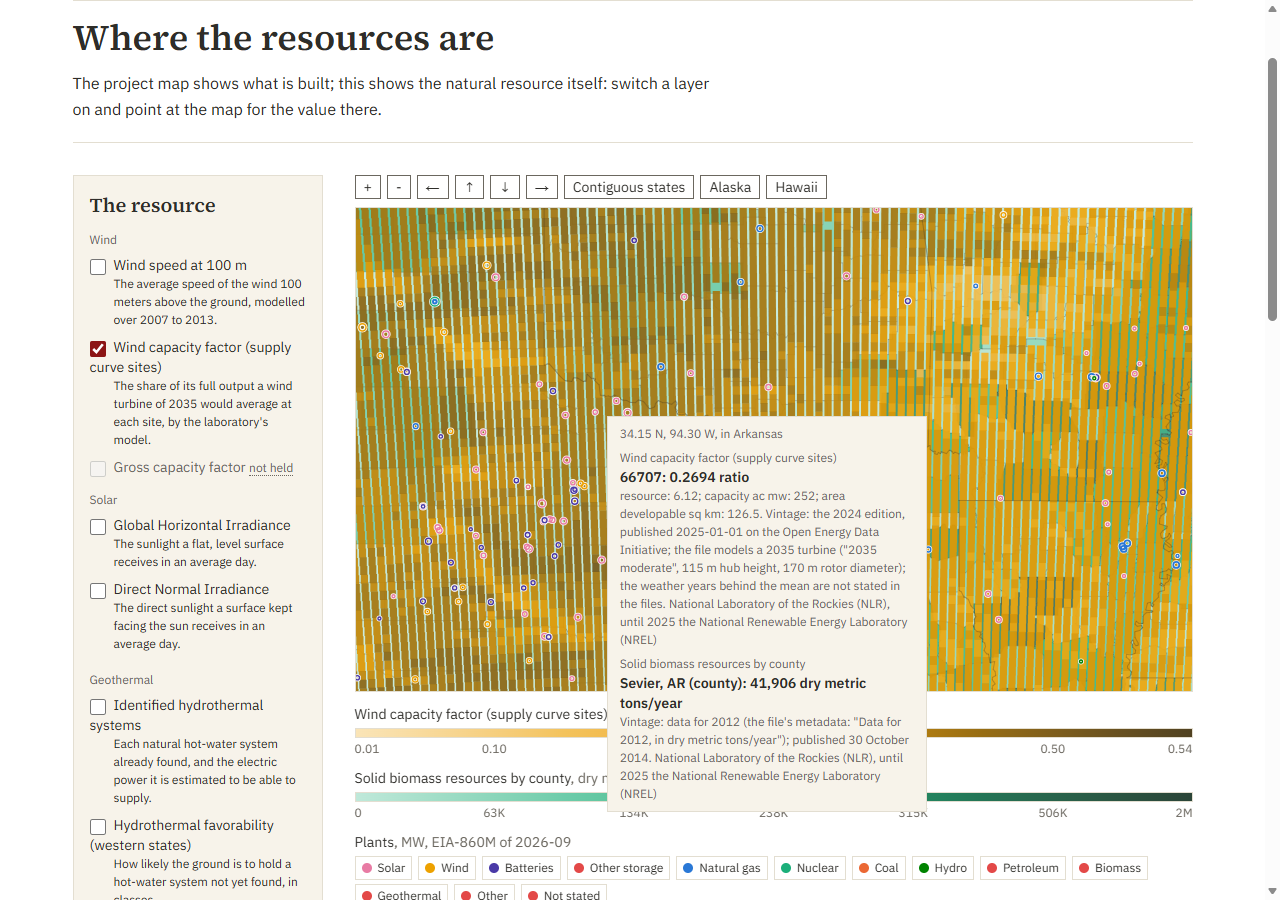 Where the resources are
The project map shows what is built; this shows the natural resource itself: switch a layer
on and point at the map for the value there.
The resource
Wind
Wind speed at 100 m
The average speed of the wind 100
meters above the ground, modelled
over 2007 to 2013.
Wind capacity factor (supply
curve sites)
The share of its full output a wind
turbine of 2035 would average at
each site, by the laboratory's
model.
Gross capacity factor not held
Solar
Global Horizontal Irradiance
The sunlight a flat, level surface
receives in an average day.
Direct Normal Irradiance
The direct sunlight a surface kept
facing the sun receives in an
average day.
Geothermal
Identified hydrothermal
systems
Each natural hot-water system
already found, and the electric
power it is estimated to be able to
supply.
Hydrothermal favorability
(western states)
How likely the ground is to hold a
hot-water system not yet found, in
classes
+ - ← ↑ ↓ → Contiguous states Alaska Hawaii
34.15 N, 94.30 W, in Arkansas
Wind capacity factor (supply curve sites)
66707: 0.2694 ratio
resource: 6.12; capacity ac mw: 252; area
developable sq km: 126.5. Vintage: the 2024 edition,
published 2025-01-01 on the Open Energy Data
Initiative; the file models a 2035 turbine ("2035
moderate", 115 m hub height, 170 m rotor diameter);
the weather years behind the mean are not stated in
the files. National Laboratory of the Rockies (NLR),
until 2025 the National Renewable Energy Laboratory
(NREL)
Solid biomass resources by county
Sevier, AR (county): 41,906 dry metric
tons/year
Vintage: data for 2012 (the file's metadata: "Data for
2012, in dry metric tons/year"); published 30 October
2014. National Laboratory of the Rockies (NLR), until
2025 the National Renewable Energy Laboratory
(NREL)
Wind capacity factor (supply curve sites)
0.01 0.10 0.50 0.54
Solid biomass resources by county, dry
0 63K 134K 238K 315K 506K 2M
Plants, MW, EIA-860M of 2026-09
Solar Wind Batteries Other storage Natural gas Nuclear Coal Hydro Petroleum Biomass
Geothermal Other Not stated